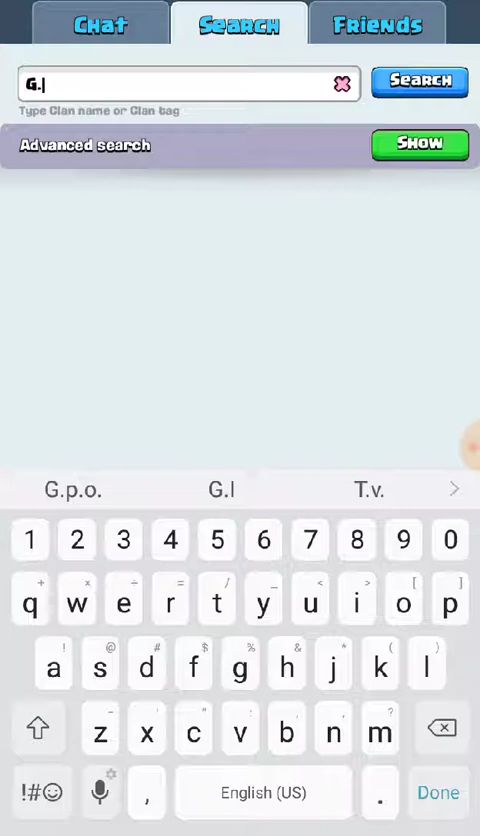 Chat Search Friends
G. Search
Type Clan name or Clan tag
Advanced search Show
G.p.o. G.I T.v.
1 2 3 4 5 6 7 8 9 0
+ × ÷ = / _ < > [ ]
q w e r t y u i o p
! @ # $ % & * ( )
a s d f g h j k l
- ' " : ; , ?
z x c v b n m
!#☺ , English (US) . Done